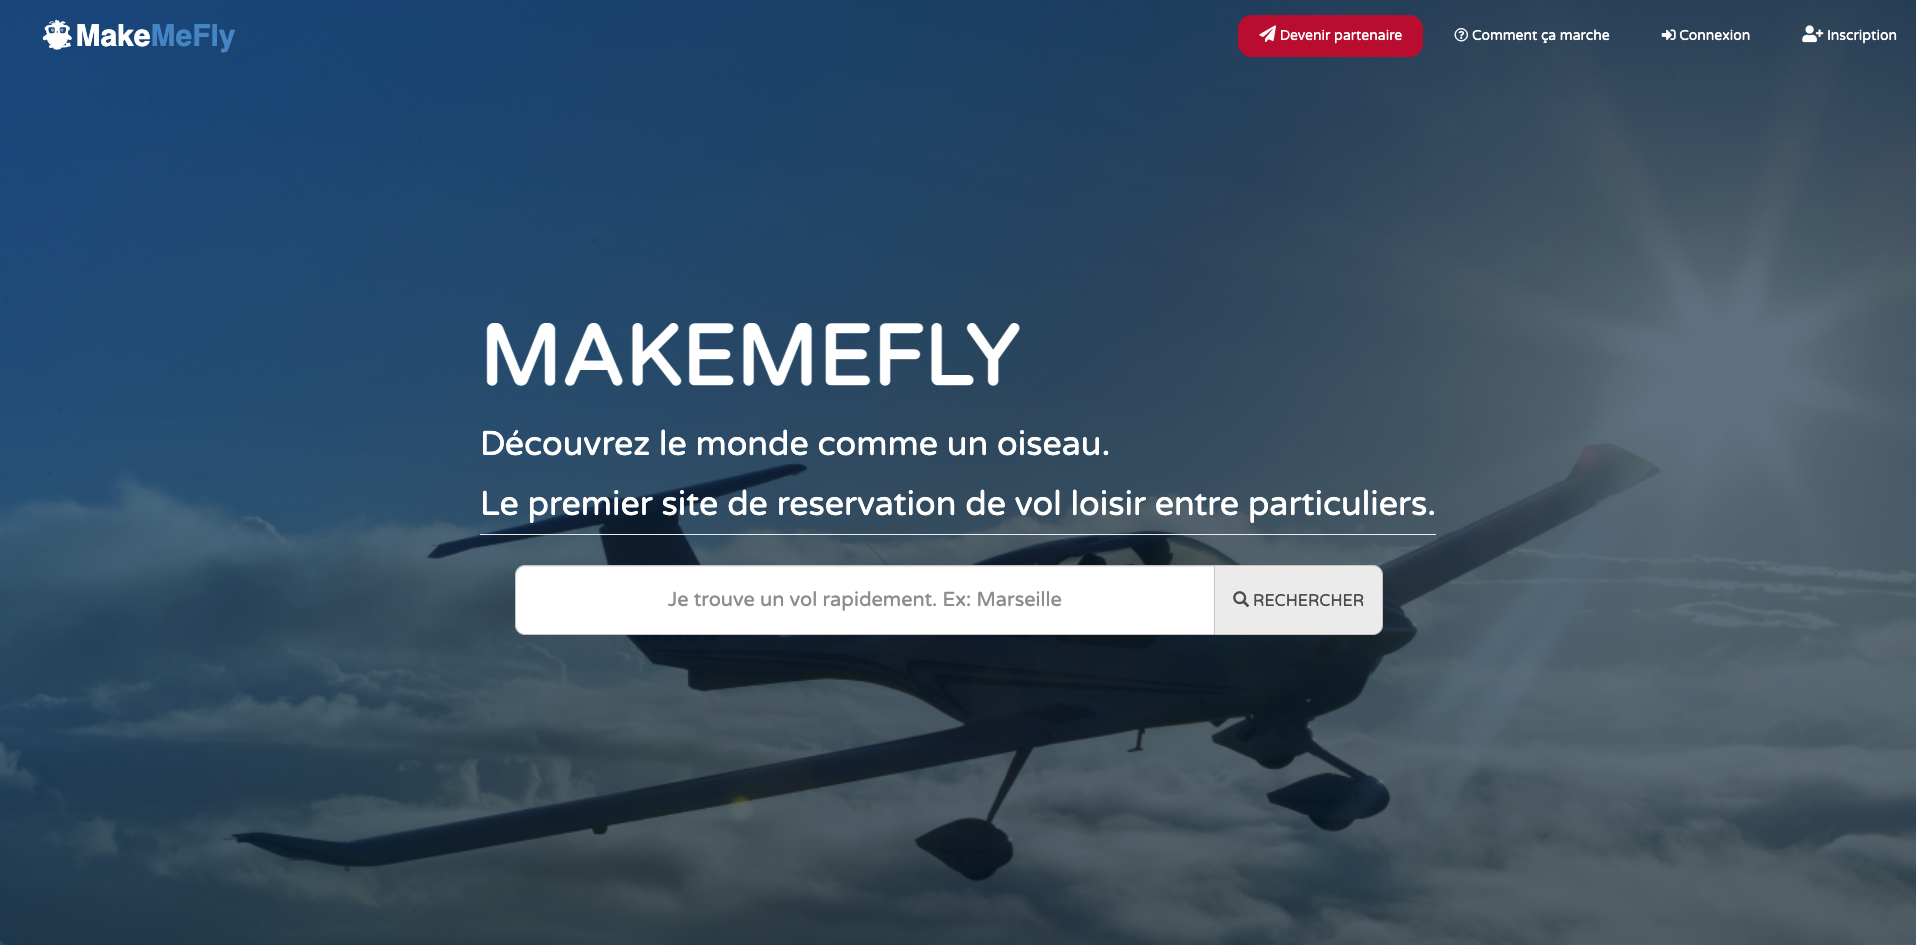 MakeMeFly
Devenir partenaire
Comment ça marche
Connexion
Inscription
MAKEMEFLY
Découvrez le monde comme un oiseau.
Le premier site de reservation de vol loisir entre particuliers.
Je trouve un vol rapidement. Ex: Marseille
RECHERCHER